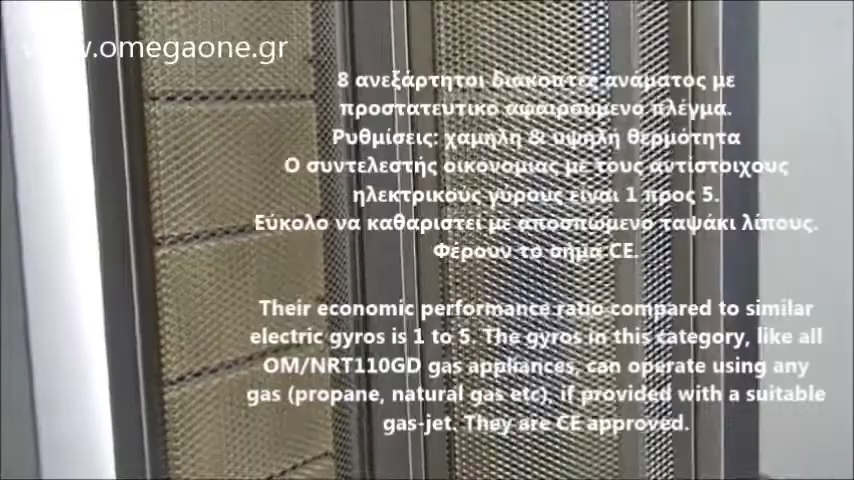 www.omegaone.gr
8 ανεξάρτητοι διακόπτες ανάματος με
προστατευτικό αφαιρούμενο πλέγμα.
Ρυθμίσεις: χαμηλή & υψηλή θερμότητα
Ο συντελεστής οικονομίας με τους αντίστοιχους
ηλεκτρικούς γύρους είναι 1 προς 5.
Εύκολο να καθαριστεί με αποσπώμενο ταψάκι λίπους.
Φέρουν το σήμα CE.
Their economic performance ratio compared to similar
electric gyros is 1 to 5. The gyros in this category, like all
OM/NRT110GD gas appliances, can operate using any
gas (propane, natural gas etc), if provided with a suitable
gas-jet. They are CE approved.